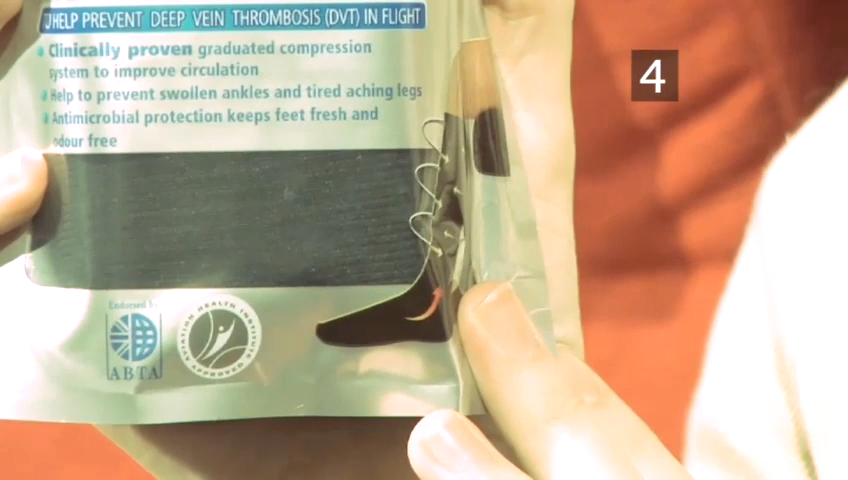 HELP PREVENT DEEP VEIN THROMBOSIS (DVT) IN FLIGHT
Clinically proven graduated compression
system to improve circulation
Help to prevent swollen ankles and tired aching legs
Antimicrobial protection keeps feet fresh and
odour free
4
Endorsed by
ABTA
AVIATION HEALTH INSTITUTE
APPROVED